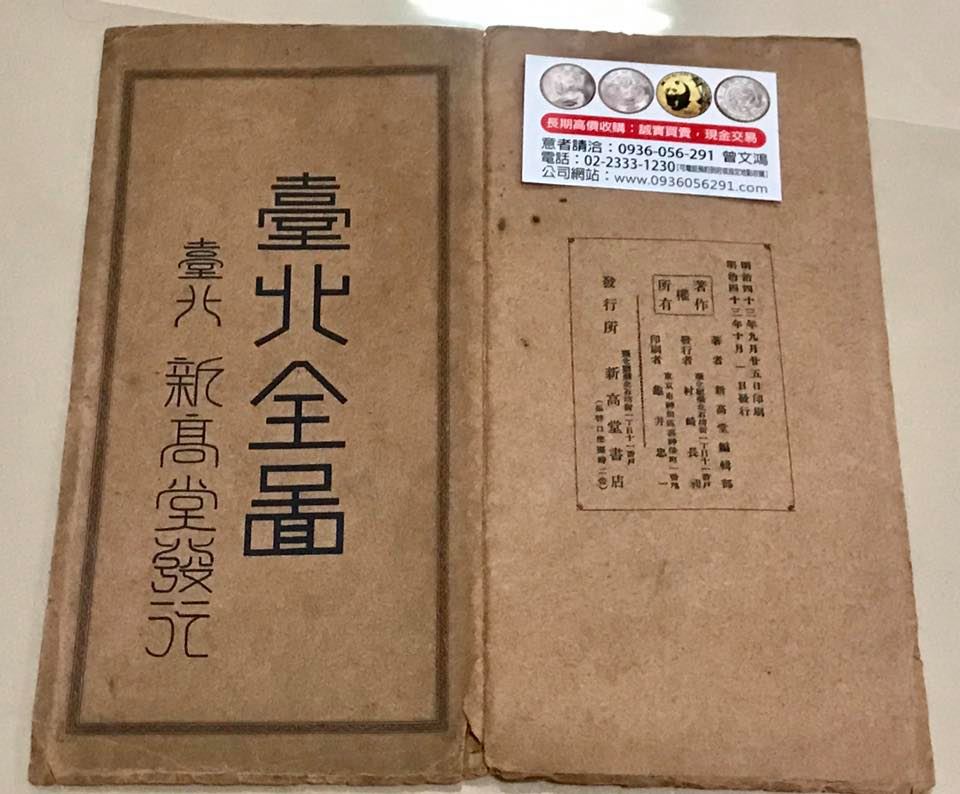 臺北全圖
臺北 新高堂發行
長期高價收購：誠實買賣，現金交易
意者請洽：0936-056-291 曾文鴻
電話：02-2333-1230
公司網站：www.0936056291.com
明治四十三年九月廿五日印刷
明治四十三年十月一日發行
著作權所有
著者 新高堂編輯部
發行者 村崎長昶
印刷者 龜井忠一
發行所 新高堂書店